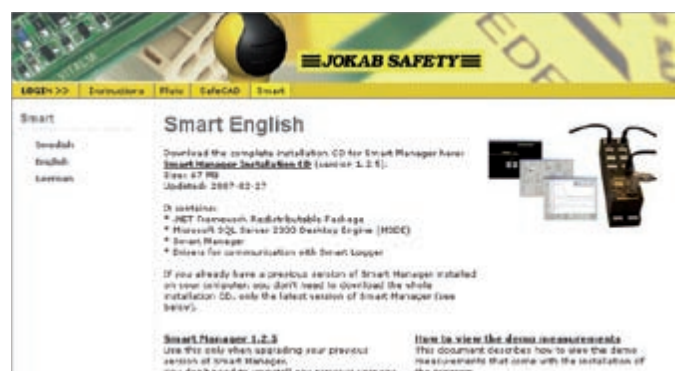 JOKAB SAFETY
LOGIN >> Instructions Pluto SafeCAD Smart
Smart
Swedish
English
German
Smart English
Download the complete installation CD for Smart Manager here:
Smart Manager Installation CD (version 1.2.5).
Size: 67 MB
Updated: 2007-02-27
It contains:
* .NET Framework Redistributable Package
* Microsoft SQL Server 2000 Desktop Engine (MSDE)
* Smart Manager
* Drivers for communication with Smart Logger
If you already have a previous version of Smart Manager installed
on your computer, you don't need to download the whole
installation CD, only the latest version of Smart Manager (see
below).
Smart Manager 1.2.5
Use this only when upgrading your previous
version of Smart Manager.
How to view the demo measurements
This document describes how to view the demo
measurements that come with the installation of
the program.